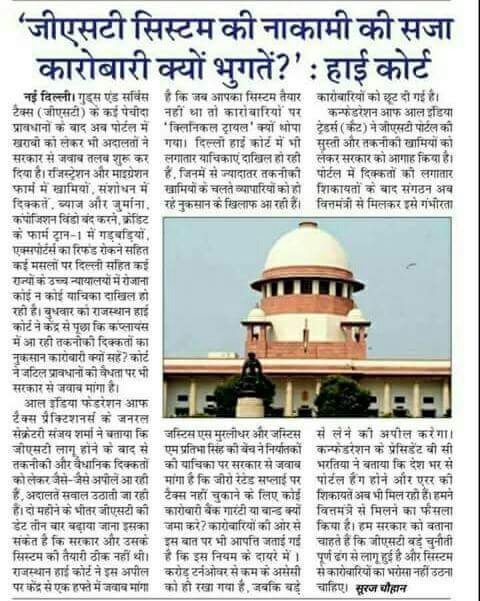 ‘जीएसटी सिस्टम की नाकामी की सजा
कारोबारी क्यों भुगतें?’ : हाई कोर्ट
नई दिल्ली। गुड्स एंड सर्विस
टैक्स (जीएसटी) के कई पेचीदा
प्रावधानों के बाद अब पोर्टल में
खराबी को लेकर भी अदालतों ने
सरकार से जवाब तलब शुरू कर
दिया है। रजिस्ट्रेशन और माइग्रेशन
फार्म में खामियों, संशोधन में
दिक्कतें, ब्याज और जुर्माना,
कंपोजिशन विंडो बंद करने, क्रेडिट
के फार्म ट्रान-1 में गड़बड़ियों,
एक्सपोर्टर्स का रिफंड रोकने सहित
कई मसलों पर दिल्ली सहित कई
राज्यों के उच्च न्यायालयों में रोजाना
कोई न कोई याचिका दाखिल हो
रही है। बुधवार को राजस्थान हाई
कोर्ट ने केंद्र से पूछा कि कंप्लायंस
में आ रही तकनीकी दिक्कतों का
नुकसान कारोबारी क्यों सहें? कोर्ट
ने जटिल प्रावधानों की वैधता पर भी
सरकार से जवाब मांगा है।
आल इंडिया फेडरेशन आफ
टैक्स प्रैक्टिशनर्स के जनरल
सेक्रेटरी संजय शर्मा ने बताया कि
जीएसटी लागू होने के बाद से
तकनीकी और वैधानिक दिक्कतों
को लेकर जैसे-जैसे अपीलें आ रही
हैं, अदालतें सवाल उठाती जा रही
हैं। दो महीने के भीतर जीएसटी की
डेट तीन बार बढ़ाया जाना इसका
संकेत है कि सरकार और उसके
सिस्टम की तैयारी ठीक नहीं थी।
राजस्थान हाई कोर्ट ने इस अपील
पर केंद्र से एक हफ्ते में जवाब मांगा
है कि जब आपका सिस्टम तैयार
नहीं था तो कारोबारियों पर
‘क्लिनिकल ट्रायल’ क्यों थोपा
गया। दिल्ली हाई कोर्ट में भी
लगातार याचिकाएं दाखिल हो रही
हैं, जिनमें से ज्यादातर तकनीकी
खामियों के चलते व्यापारियों को हो
रहे नुकसान के खिलाफ आ रही हैं।
जस्टिस एस मुरलीधर और जस्टिस
एम प्रतिभा सिंह की बेंच ने निर्यातकों
की याचिका पर सरकार से जवाब
मांगा है कि जीरो रेटेड सप्लाई पर
टैक्स नहीं चुकाने के लिए कोई
कारोबारी बैंक गारंटी या बान्ड क्यों
जमा करे? कारोबारियों की ओर से
इस बात पर भी आपत्ति जताई गई
है कि इस नियम के दायरे में 1
करोड़ टर्नओवर से कम के असेसी
को ही रखा गया है, जबकि बड़े
कारोबारियों को छूट दी गई है।
कन्फेडरेशन आफ आल इंडिया
ट्रेडर्स (कैट) ने जीएसटी पोर्टल की
सुस्ती और तकनीकी खामियों को
लेकर सरकार को आगाह किया है।
पोर्टल में दिक्कतों की लगातार
शिकायतों के बाद संगठन अब
वित्तमंत्री से मिलकर इसे गंभीरता
से लेने की अपील करेगा।
कन्फेडरेशन के प्रेसिडेंट बी सी
भरतिया ने बताया कि देश भर से
पोर्टल हैंग होने और एरर की
शिकायतें अब भी मिल रही हैं। हमने
वित्तमंत्री से मिलने का फैसला
किया है। हम सरकार को बताना
चाहते हैं कि जीएसटी बड़े चुनौती
पूर्ण ढंग से लागू हुई है और सिस्टम
से कारोबारियों का भरोसा नहीं उठना
चाहिए। सूरज चौहान